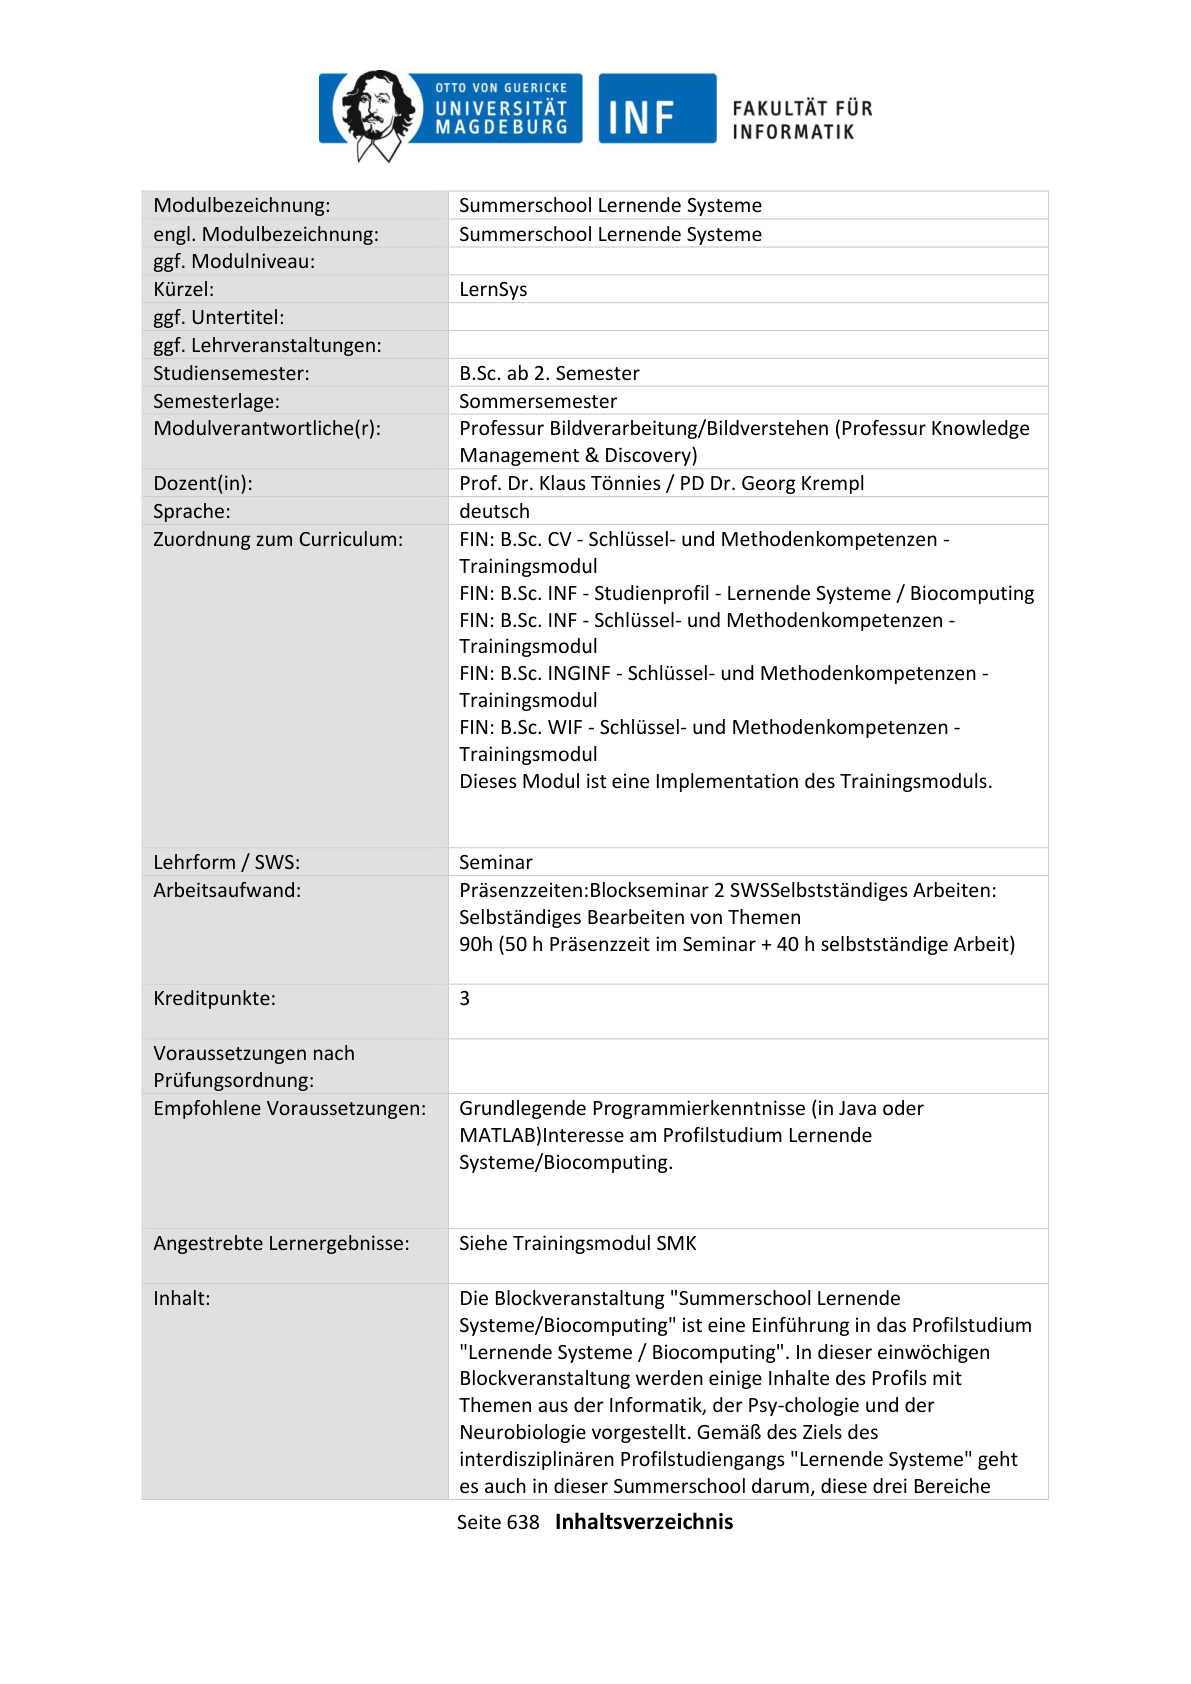 OTTO VON GUERICKE
UNIVERSITÄT
MAGDEBURG
INF
FAKULTÄT FÜR
INFORMATIK
Modulbezeichnung: Summerschool Lernende Systeme
engl. Modulbezeichnung: Summerschool Lernende Systeme
ggf. Modulniveau:
Kürzel: LernSys
ggf. Untertitel:
ggf. Lehrveranstaltungen:
Studiensemester: B.Sc. ab 2. Semester
Semesterlage: Sommersemester
Modulverantwortliche(r): Professur Bildverarbeitung/Bildverstehen (Professur Knowledge
Management & Discovery)
Dozent(in): Prof. Dr. Klaus Tönnies / PD Dr. Georg Krempl
Sprache: deutsch
Zuordnung zum Curriculum: FIN: B.Sc. CV - Schlüssel- und Methodenkompetenzen -
Trainingsmodul
FIN: B.Sc. INF - Studienprofil - Lernende Systeme / Biocomputing
FIN: B.Sc. INF - Schlüssel- und Methodenkompetenzen -
Trainingsmodul
FIN: B.Sc. INGINF - Schlüssel- und Methodenkompetenzen -
Trainingsmodul
FIN: B.Sc. WIF - Schlüssel- und Methodenkompetenzen -
Trainingsmodul
Dieses Modul ist eine Implementation des Trainingsmoduls.
Lehrform / SWS: Seminar
Arbeitsaufwand: Präsenzzeiten:Blockseminar 2 SWSSelbstständiges Arbeiten:
Selbständiges Bearbeiten von Themen
90h (50 h Präsenzzeit im Seminar + 40 h selbstständige Arbeit)
Kreditpunkte: 3
Voraussetzungen nach
Prüfungsordnung:
Empfohlene Voraussetzungen: Grundlegende Programmierkenntnisse (in Java oder
MATLAB)Interesse am Profilstudium Lernende
Systeme/Biocomputing.
Angestrebte Lernergebnisse: Siehe Trainingsmodul SMK
Inhalt: Die Blockveranstaltung "Summerschool Lernende
Systeme/Biocomputing" ist eine Einführung in das Profilstudium
"Lernende Systeme / Biocomputing". In dieser einwöchigen
Blockveranstaltung werden einige Inhalte des Profils mit
Themen aus der Informatik, der Psy-chologie und der
Neurobiologie vorgestellt. Gemäß des Ziels des
interdisziplinären Profilstudiengangs "Lernende Systeme" geht
es auch in dieser Summerschool darum, diese drei Bereiche
Seite 638 Inhaltsverzeichnis